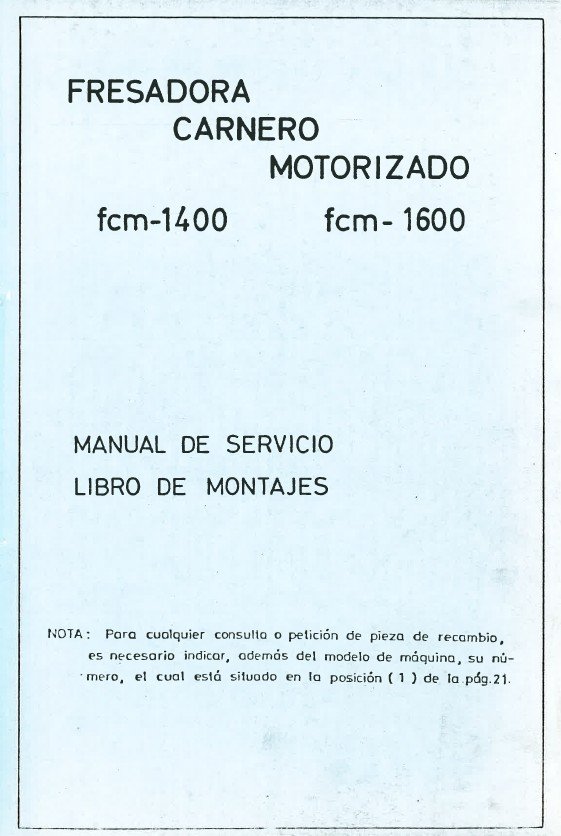 FRESADORA
CARNERO
MOTORIZADO
fcm-1400 fcm-1600
MANUAL DE SERVICIO
LIBRO DE MONTAJES
NOTA: Para cualquier consulta o petición de pieza de recambio,
es necesario indicar, además del modelo de máquina, su nú-
mero, el cual está situado en la posición (1) de la pág.21.